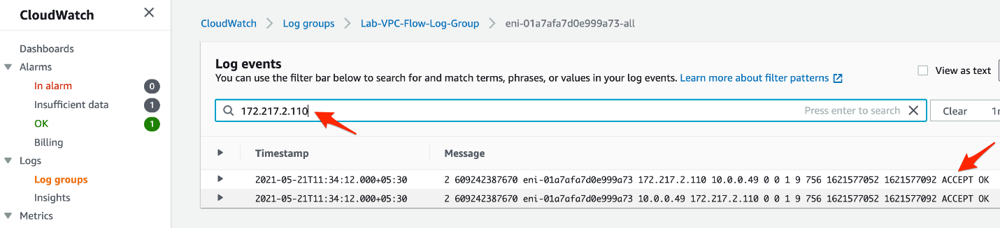 CloudWatch
Dashboards
Alarms
In alarm 0
Insufficient data 1
OK 1
Billing
Logs
Log groups
Insights
Metrics
CloudWatch > Log groups > Lab-VPC-Flow-Log-Group > eni-01a7afa7d0e999a73-all
Log events
You can use the filter bar below to search for and match terms, phrases, or values in your log events. Learn more about filter patterns
View as text
172.217.2.110 Press enter to search Clear
Timestamp Message
2021-05-21T11:34:12.000+05:30 2 609242387670 eni-01a7afa7d0e999a73 172.217.2.110 10.0.0.49 0 0 1 9 756 1621577052 1621577092 ACCEPT OK
2021-05-21T11:34:12.000+05:30 2 609242387670 eni-01a7afa7d0e999a73 10.0.0.49 172.217.2.110 0 0 1 9 756 1621577052 1621577092 ACCEPT OK